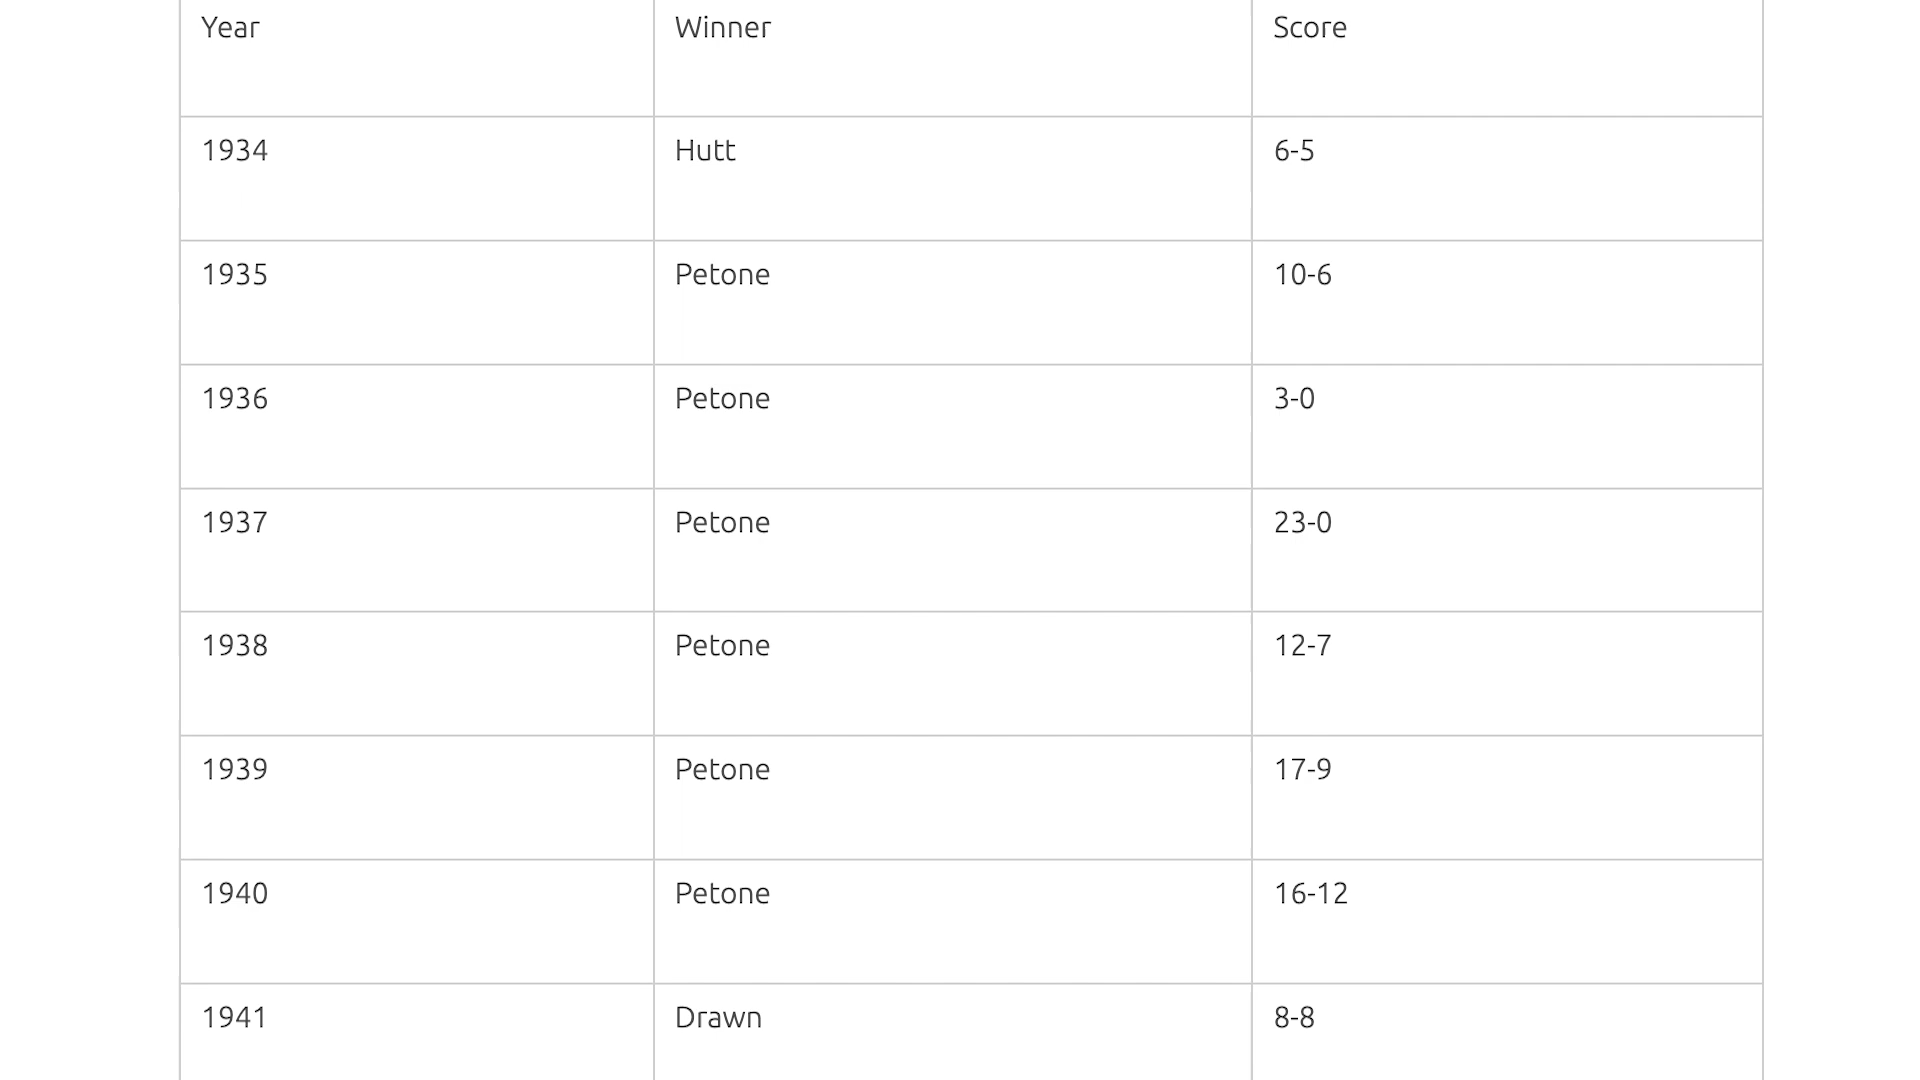 Year Winner Score
1934 Hutt 6-5
1935 Petone 10-6
1936 Petone 3-0
1937 Petone 23-0
1938 Petone 12-7
1939 Petone 17-9
1940 Petone 16-12
1941 Drawn 8-8